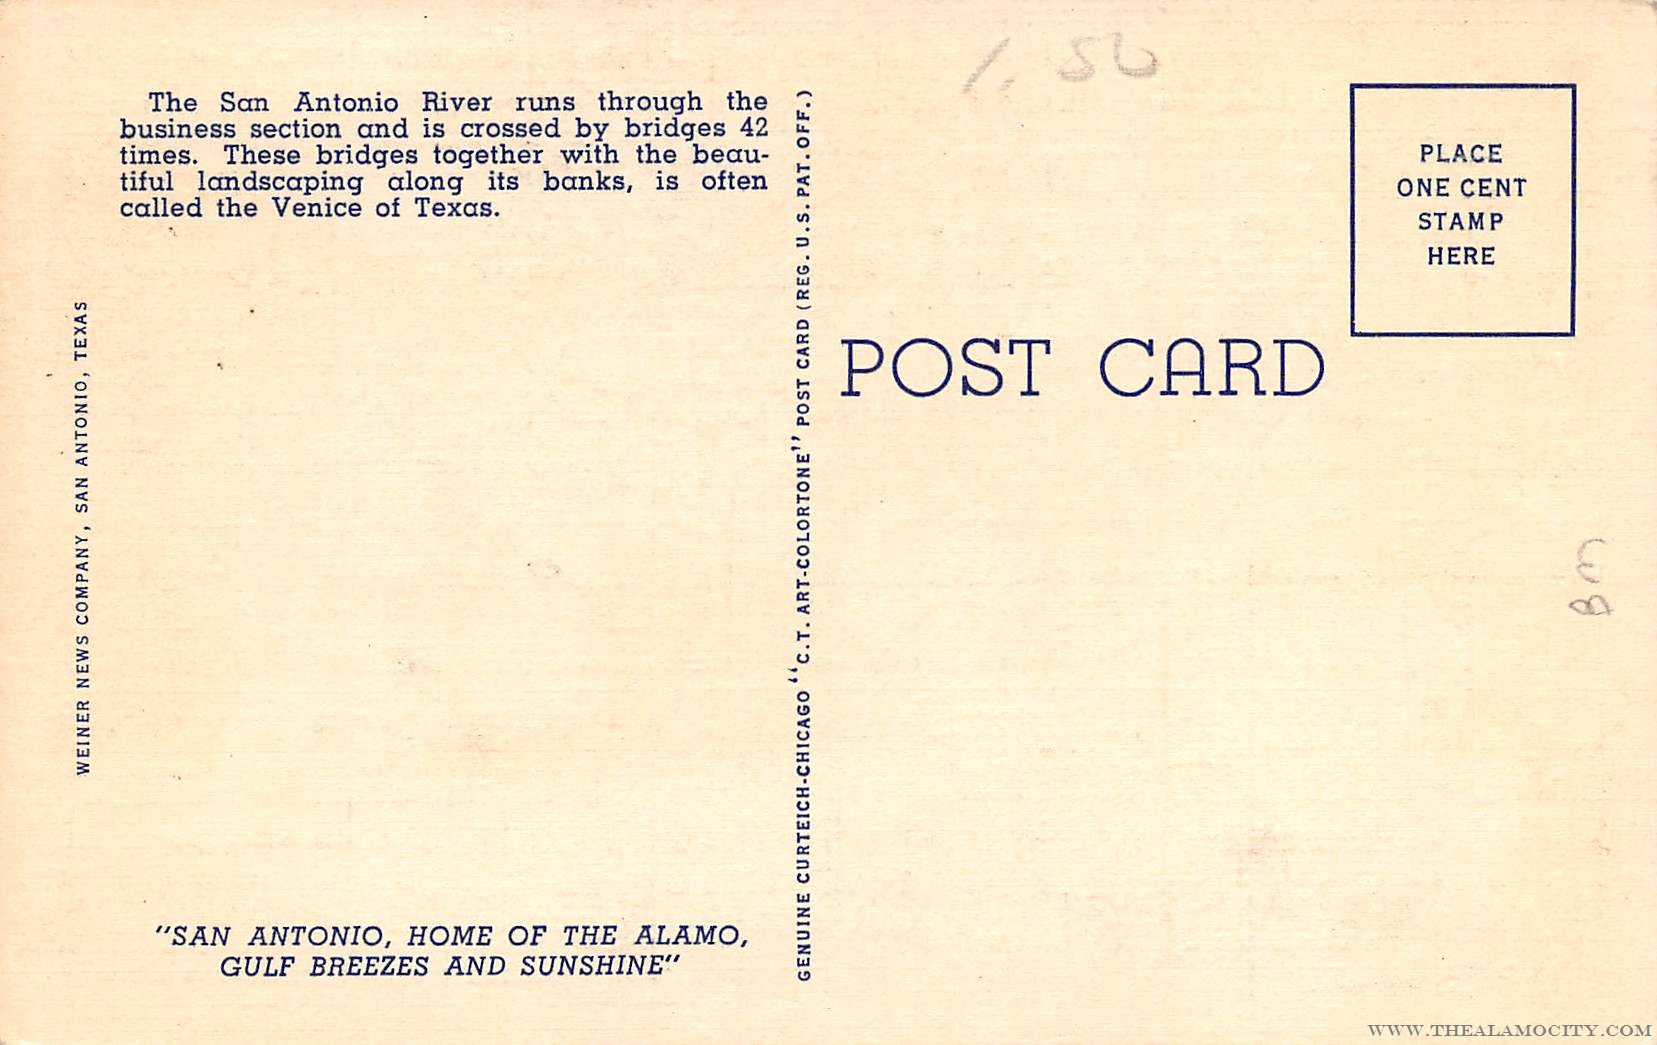 The San Antonio River runs through the
business section and is crossed by bridges 42
times. These bridges together with the beau-
tiful landscaping along its banks, is often
called the Venice of Texas.
WEINER NEWS COMPANY, SAN ANTONIO, TEXAS
"SAN ANTONIO, HOME OF THE ALAMO,
GULF BREEZES AND SUNSHINE"
GENUINE CURTEICH-CHICAGO "C.T. ART-COLORTONE" POST CARD (REG. U.S. PAT. OFF.)
1.50
PLACE
ONE CENT
STAMP
HERE
POST CARD
WWW.THEALAMOCITY.COM